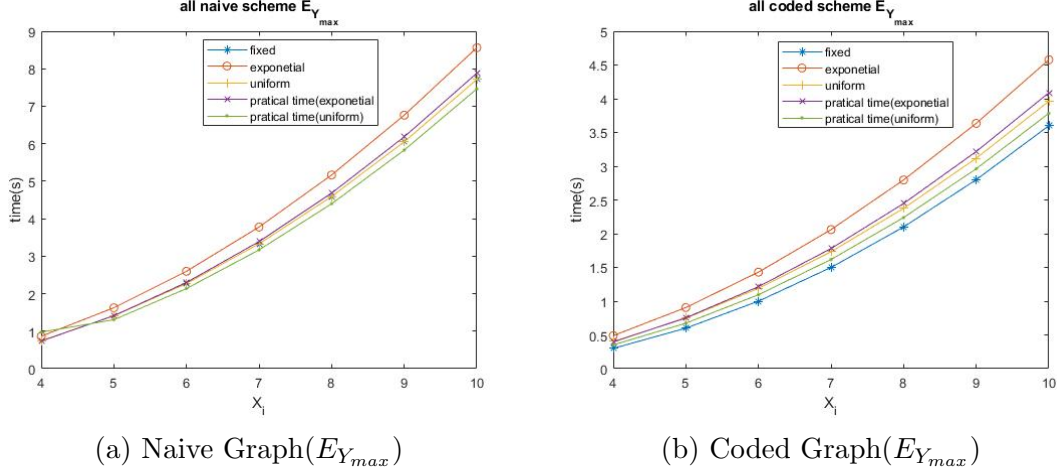 all naive scheme E_Y_max
9
8
7
6
5
4
3
2
1
0
time(s)
fixed
exponetial
uniform
pratical time(exponetial
pratical time(uniform)
4 5 6 7 8 9 10
X_i
(a) Naive Graph(E_Y_max)
all coded scheme E_Y_max
5
4.5
4
3.5
3
2.5
2
1.5
1
0.5
0
time(s)
fixed
exponetial
uniform
pratical time(exponetial
pratical time(uniform)
4 5 6 7 8 9 10
X_i
(b) Coded Graph(E_Y_max)